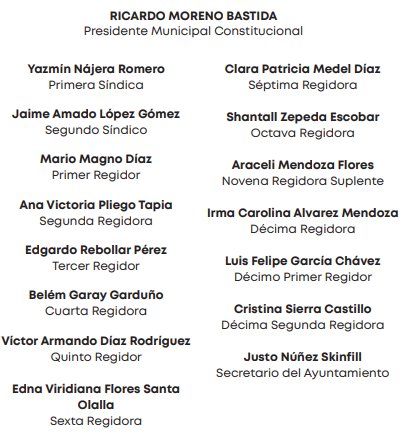 RICARDO MORENO BASTIDA
Presidente Municipal Constitucional
Yazmín Nájera Romero
Primera Síndica
Jaime Amado López Gómez
Segundo Síndico
Mario Magno Díaz
Primer Regidor
Ana Victoria Pliego Tapia
Segunda Regidora
Edgardo Rebollar Pérez
Tercer Regidor
Belém Garay Garduño
Cuarta Regidora
Víctor Armando Díaz Rodríguez
Quinto Regidor
Edna Viridiana Flores Santa
Olalla
Sexta Regidora
Clara Patricia Medel Díaz
Séptima Regidora
Shantall Zepeda Escobar
Octava Regidora
Araceli Mendoza Flores
Novena Regidora Suplente
Irma Carolina Alvarez Mendoza
Décima Regidora
Luis Felipe García Chávez
Décimo Primer Regidor
Cristina Sierra Castillo
Décima Segunda Regidora
Justo Núñez Skinfill
Secretario del Ayuntamiento